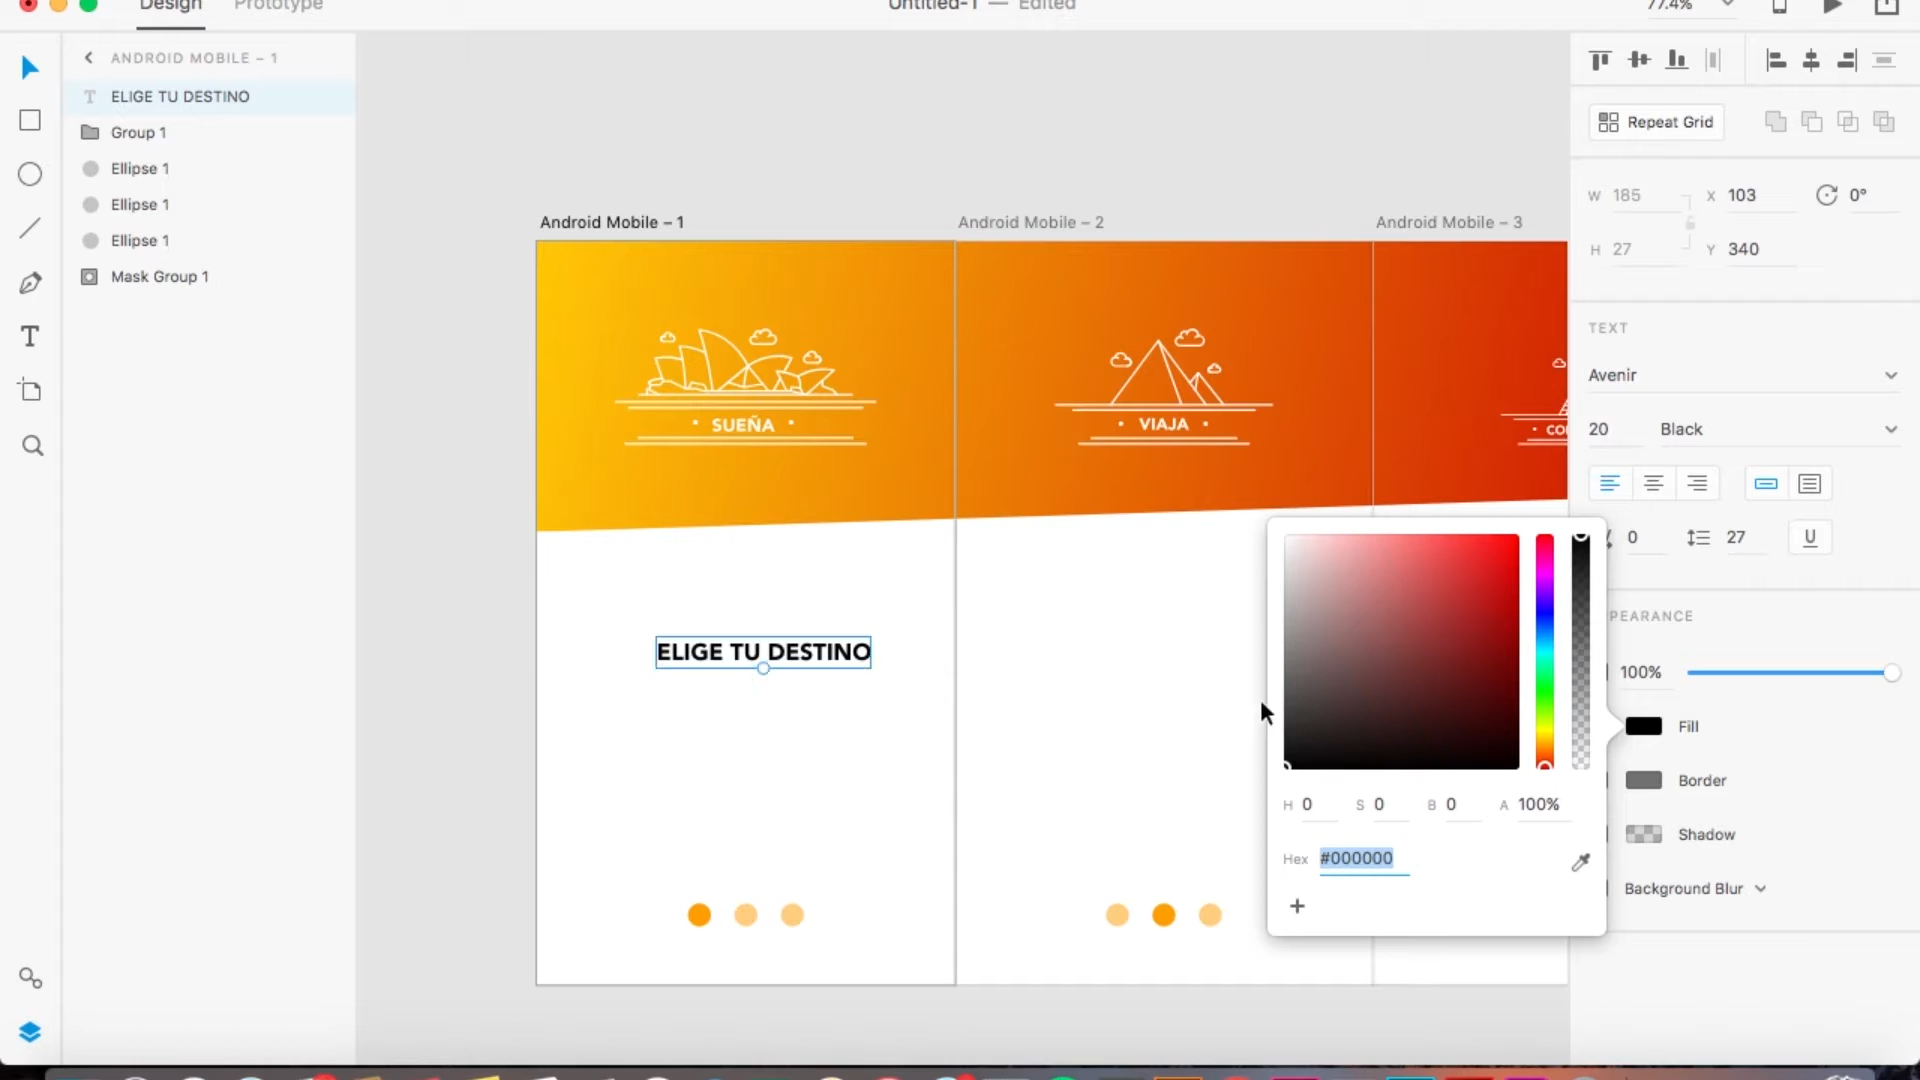 Design
Prototype
Untitled-1 — Edited
77.4%
ANDROID MOBILE – 1
ELIGE TU DESTINO
Group 1
Ellipse 1
Ellipse 1
Ellipse 1
Mask Group 1
Android Mobile – 1
Android Mobile – 2
Android Mobile – 3
• SUEÑA •
• VIAJA •
• CO
ELIGE TU DESTINO
Repeat Grid
W 185
X 103
0°
H 27
Y 340
TEXT
Avenir
20
Black
0
27
U
PEARANCE
100%
Fill
Border
Shadow
Background Blur
H 0
S 0
B 0
A 100%
Hex #000000
+